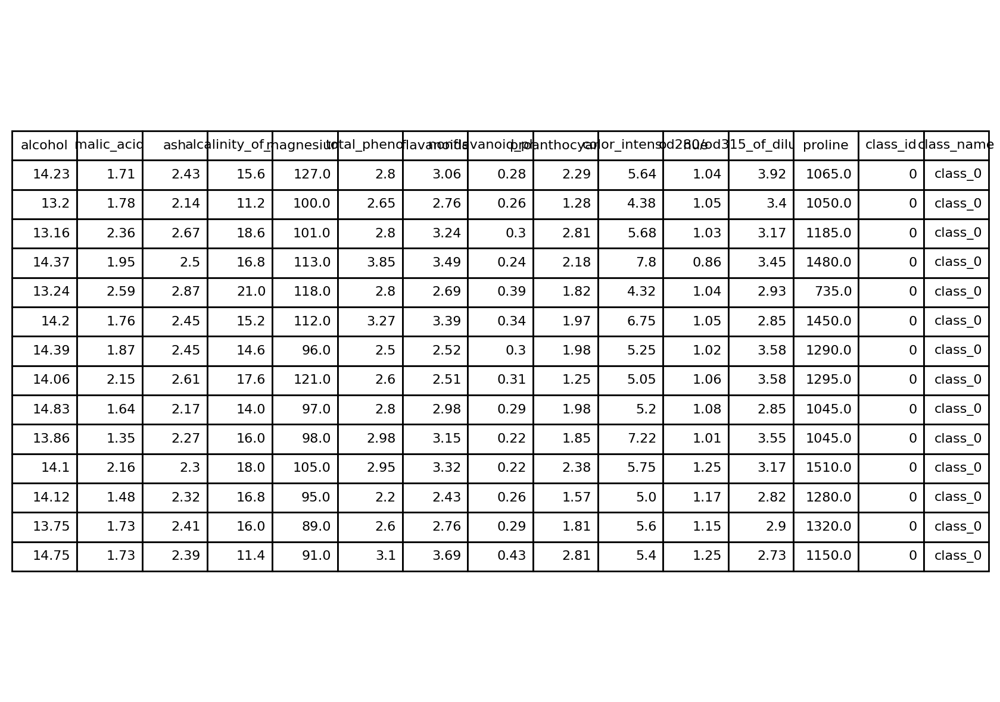 alcohol malic_acid ash alcalinity_of_ magnesium total_pheno flavanoids nonflavanoid_ph proanthocyan color_intens hue od280/od315_of_dilu proline class_id class_name
14.23 1.71 2.43 15.6 127.0 2.8 3.06 0.28 2.29 5.64 1.04 3.92 1065.0 0 class_0
13.2 1.78 2.14 11.2 100.0 2.65 2.76 0.26 1.28 4.38 1.05 3.4 1050.0 0 class_0
13.16 2.36 2.67 18.6 101.0 2.8 3.24 0.3 2.81 5.68 1.03 3.17 1185.0 0 class_0
14.37 1.95 2.5 16.8 113.0 3.85 3.49 0.24 2.18 7.8 0.86 3.45 1480.0 0 class_0
13.24 2.59 2.87 21.0 118.0 2.8 2.69 0.39 1.82 4.32 1.04 2.93 735.0 0 class_0
14.2 1.76 2.45 15.2 112.0 3.27 3.39 0.34 1.97 6.75 1.05 2.85 1450.0 0 class_0
14.39 1.87 2.45 14.6 96.0 2.5 2.52 0.3 1.98 5.25 1.02 3.58 1290.0 0 class_0
14.06 2.15 2.61 17.6 121.0 2.6 2.51 0.31 1.25 5.05 1.06 3.58 1295.0 0 class_0
14.83 1.64 2.17 14.0 97.0 2.8 2.98 0.29 1.98 5.2 1.08 2.85 1045.0 0 class_0
13.86 1.35 2.27 16.0 98.0 2.98 3.15 0.22 1.85 7.22 1.01 3.55 1045.0 0 class_0
14.1 2.16 2.3 18.0 105.0 2.95 3.32 0.22 2.38 5.75 1.25 3.17 1510.0 0 class_0
14.12 1.48 2.32 16.8 95.0 2.2 2.43 0.26 1.57 5.0 1.17 2.82 1280.0 0 class_0
13.75 1.73 2.41 16.0 89.0 2.6 2.76 0.29 1.81 5.6 1.15 2.9 1320.0 0 class_0
14.75 1.73 2.39 11.4 91.0 3.1 3.69 0.43 2.81 5.4 1.25 2.73 1150.0 0 class_0